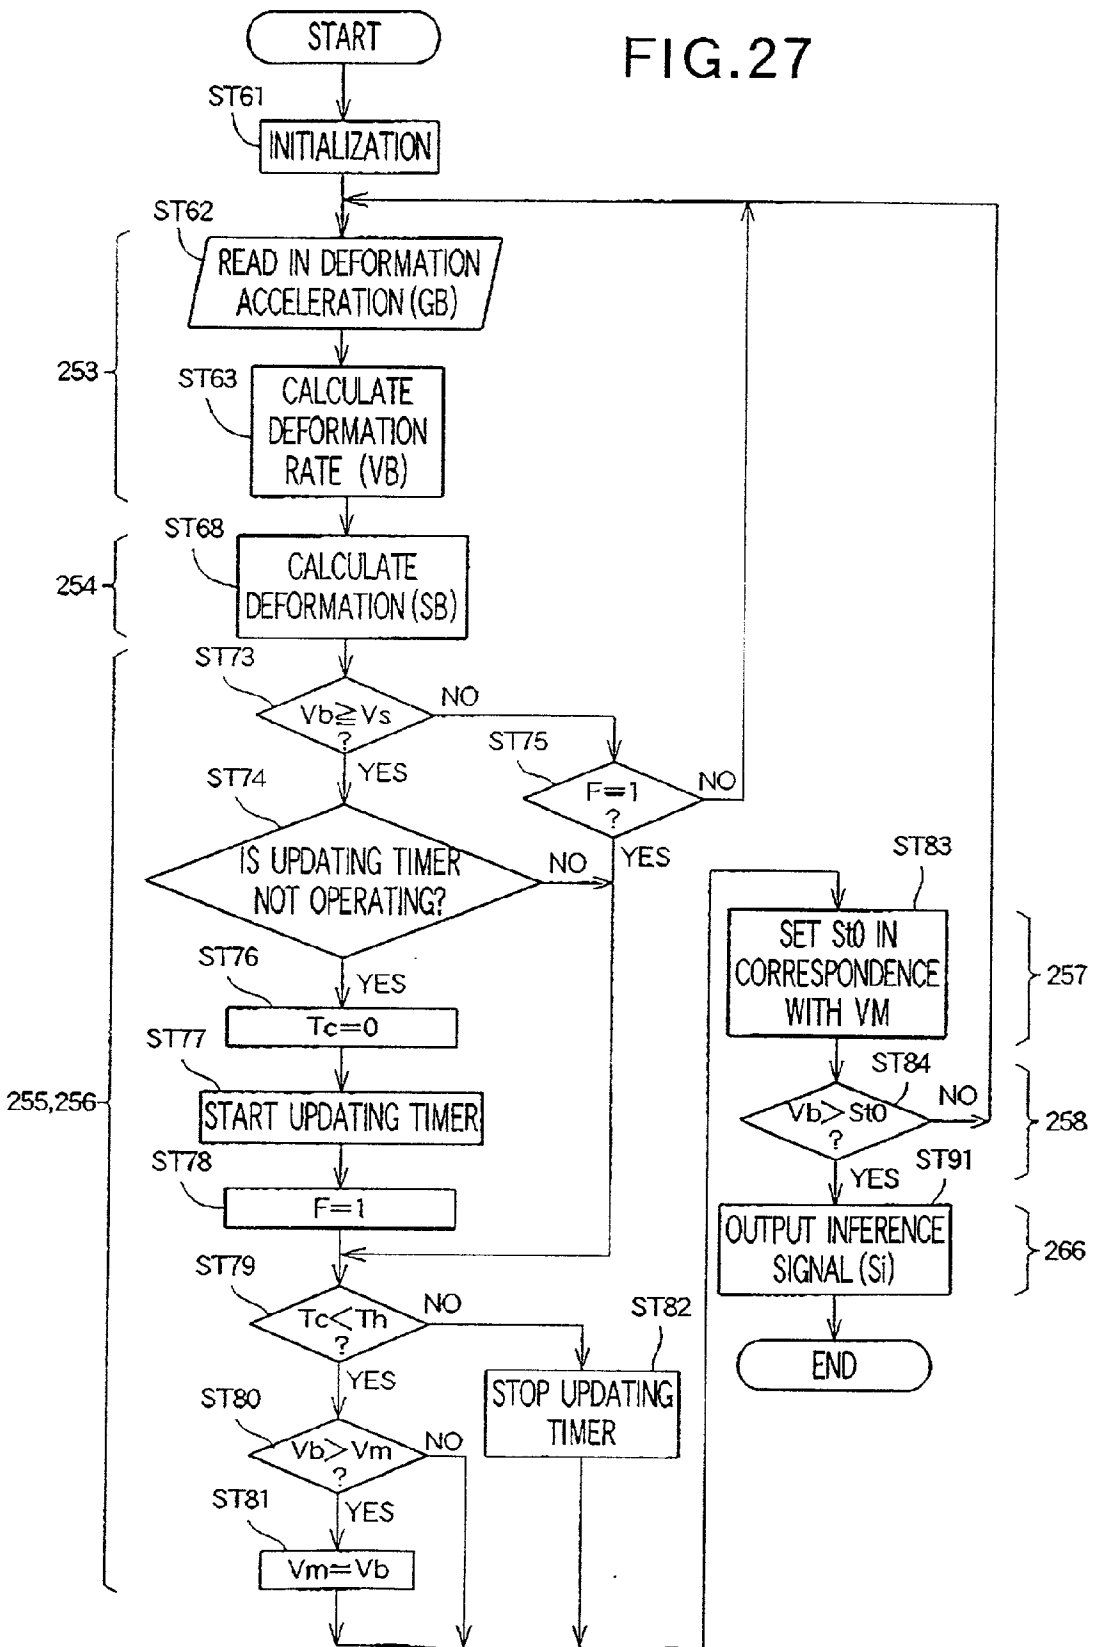 START
FIG.27
ST61
INITIALIZATION
ST62
READ IN DEFORMATION
ACCELERATION (GB)
253
ST63
CALCULATE
DEFORMATION
RATE (VB)
ST68
254
CALCULATE
DEFORMATION (SB)
ST73
Vb≧Vs
?
NO
YES
ST75
F=1
?
NO
YES
ST74
IS UPDATING TIMER
NOT OPERATING?
NO
YES
ST76
Tc=0
ST77
START UPDATING TIMER
255,256
ST78
F=1
ST79
Tc<Th
?
NO
YES
ST82
STOP UPDATING
TIMER
ST80
Vb>Vm
?
NO
YES
ST81
Vm=Vb
ST83
SET St0 IN
CORRESPONDENCE
WITH VM
257
ST84
Vb>St0
?
NO
YES
258
ST91
OUTPUT INFERENCE
SIGNAL (Si)
266
END